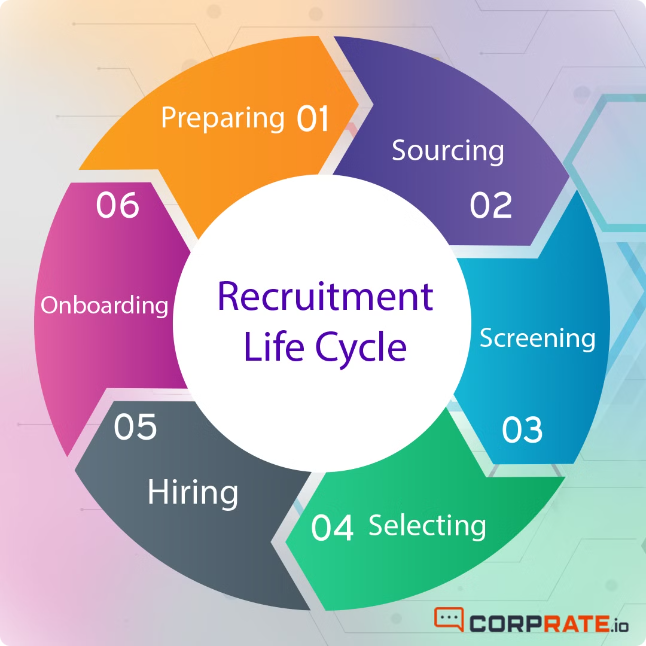 Recruitment
Life Cycle
Preparing 01
Sourcing
02
Screening
03
04 Selecting
05
Hiring
06
Onboarding
CORPRATE.io